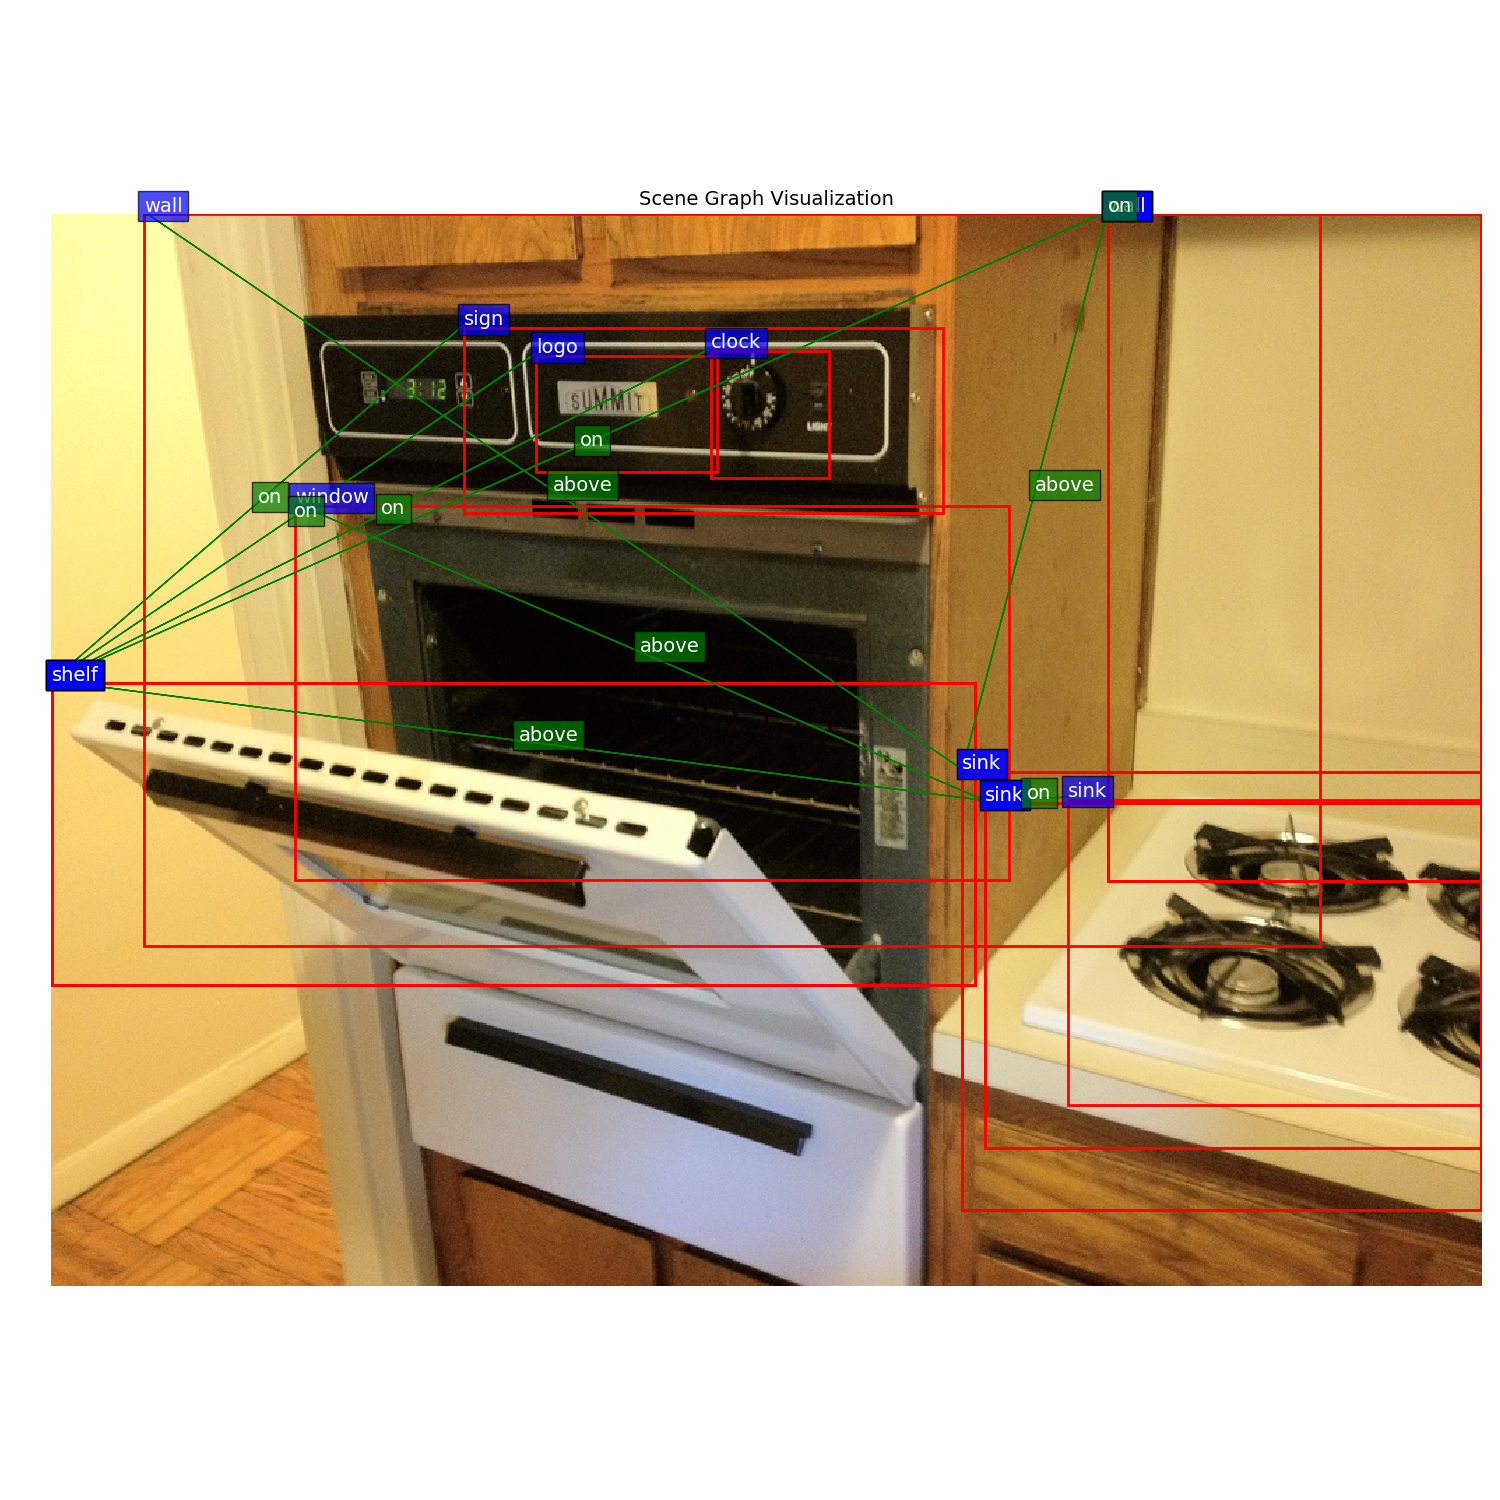 Scene Graph Visualization
wall
on
sign
logo
clock
3:12
SUMMIT
LIGHT
on
above
above
on
window
on
on
above
shelf
above
sink
sink
on
sink